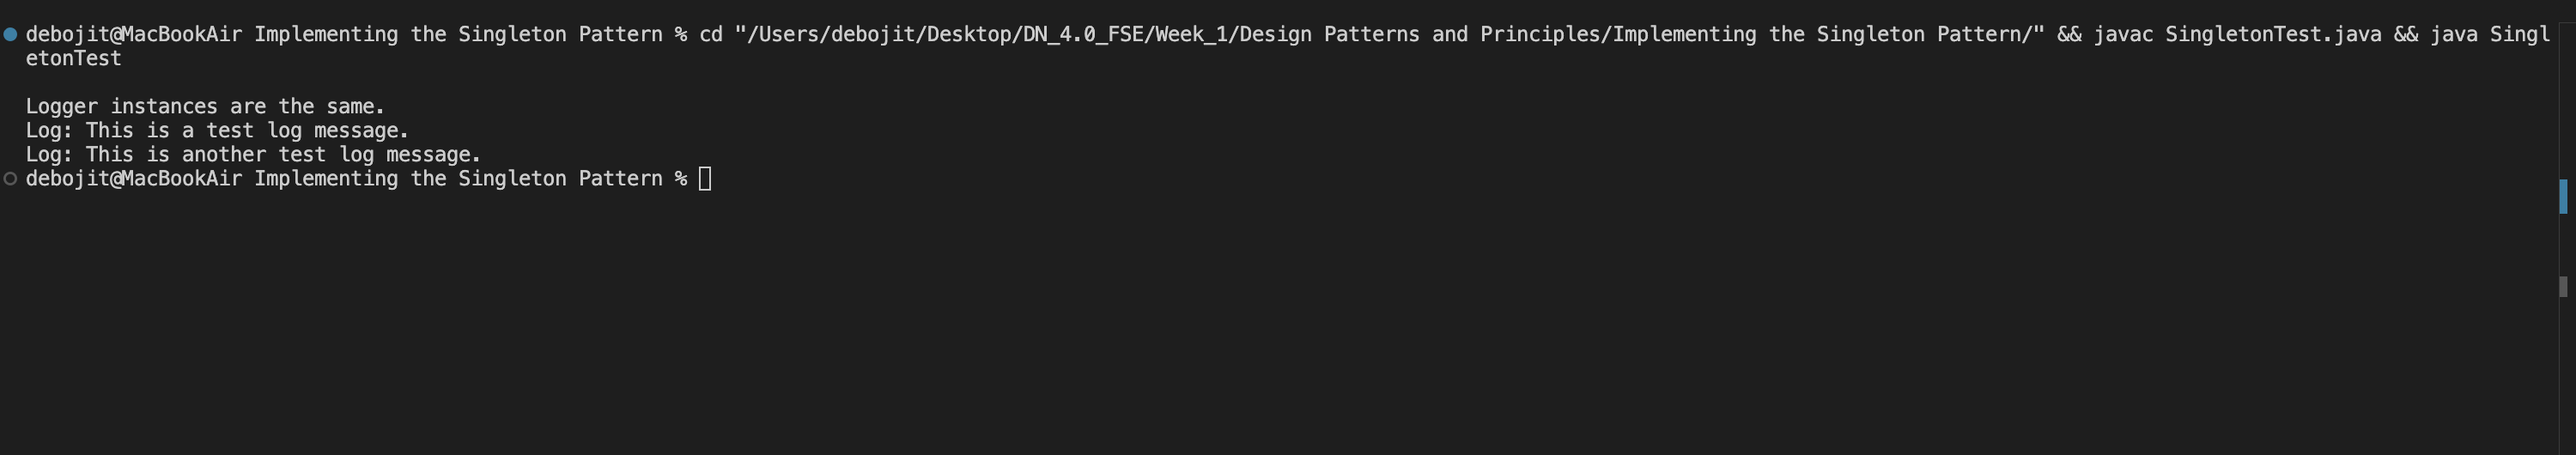 debojit@MacBookAir Implementing the Singleton Pattern % cd "/Users/debojit/Desktop/DN_4.0_FSE/Week_1/Design Patterns and Principles/Implementing the Singleton Pattern/" && javac SingletonTest.java && java Singl
etonTest
Logger instances are the same.
Log: This is a test log message.
Log: This is another test log message.
debojit@MacBookAir Implementing the Singleton Pattern %